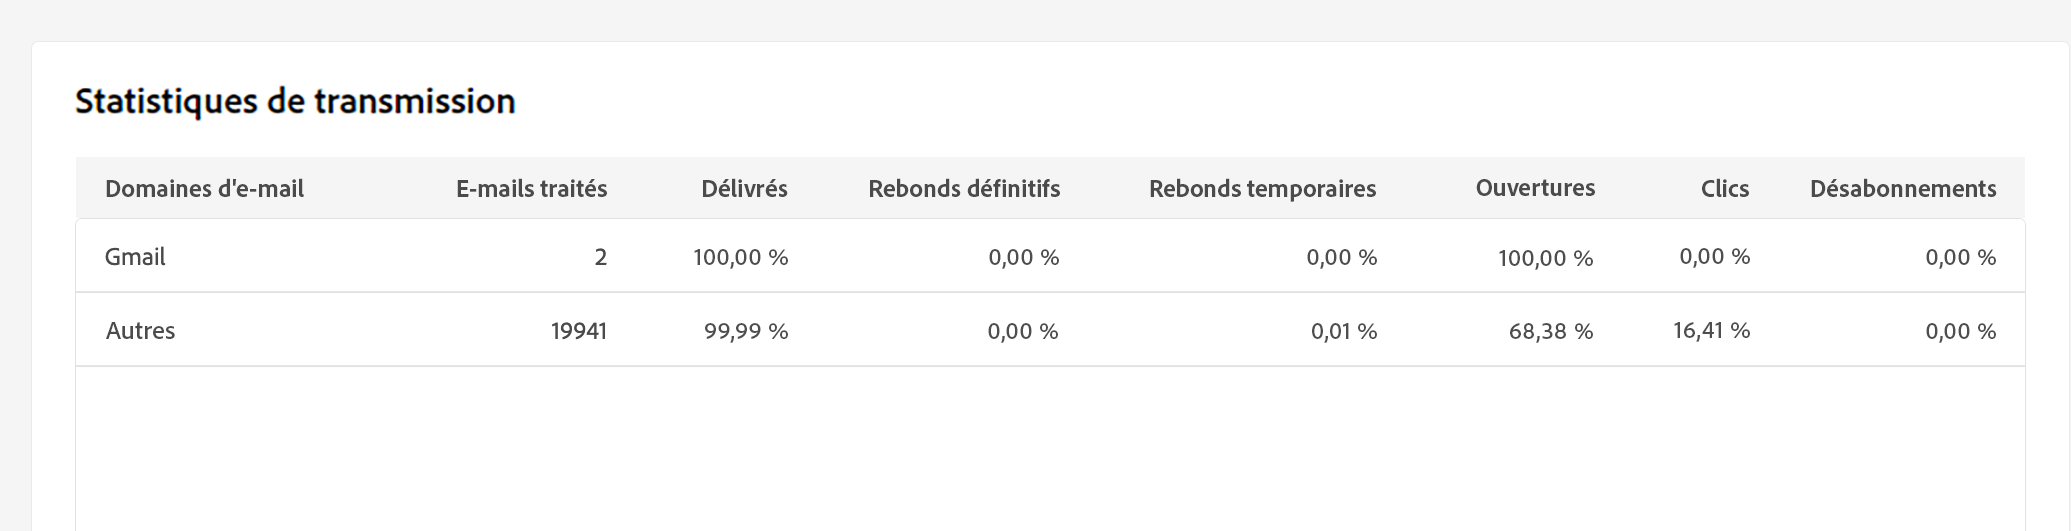 Statistiques de transmission
Domaines d'e-mail E-mails traités Délivrés Rebonds définitifs Rebonds temporaires Ouvertures Clics Désabonnements
Gmail 2 100,00 % 0,00 % 0,00 % 100,00 % 0,00 % 0,00 %
Autres 19941 99,99 % 0,00 % 0,01 % 68,38 % 16,41 % 0,00 %